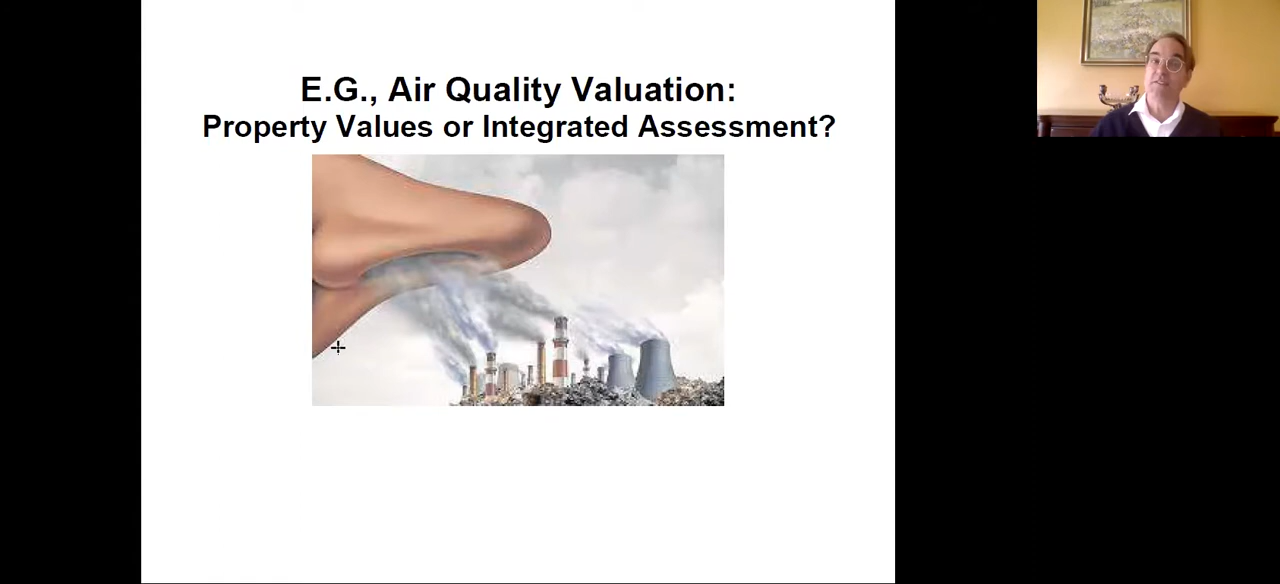 E.G., Air Quality Valuation:
Property Values or Integrated Assessment?